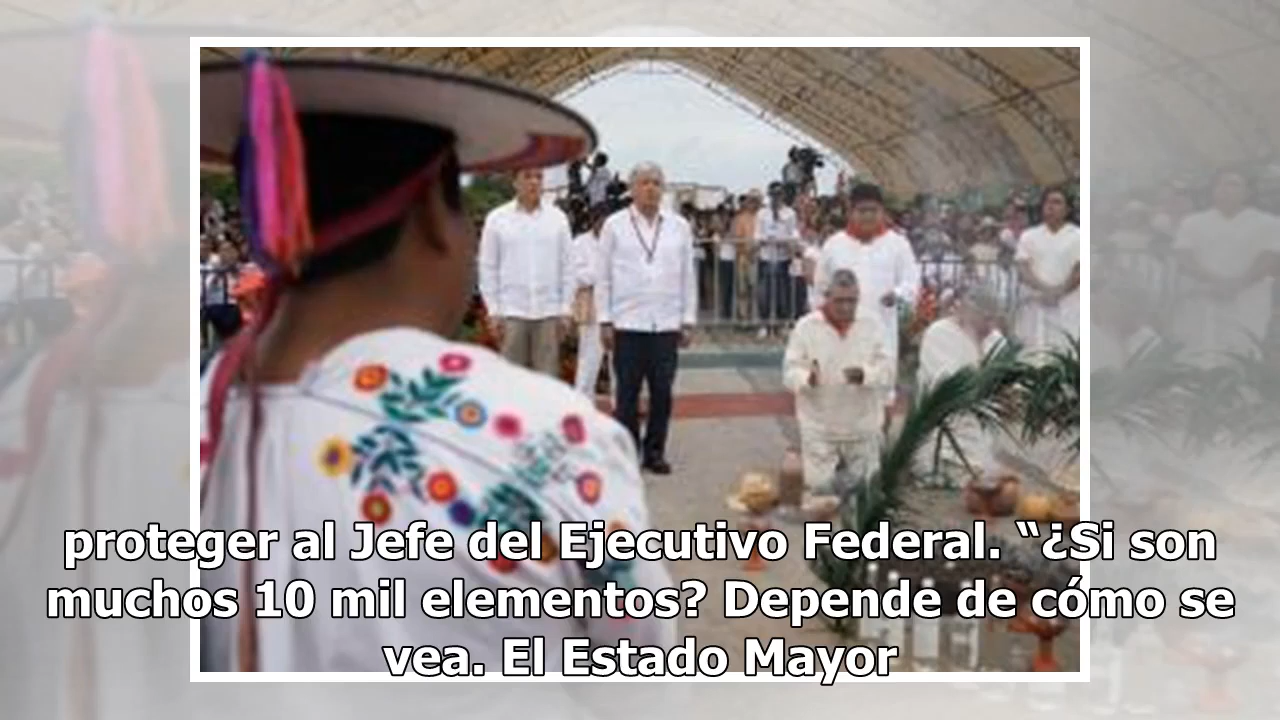 proteger al Jefe del Ejecutivo Federal. “¿Si son
muchos 10 mil elementos? Depende de cómo se
vea. El Estado Mayor